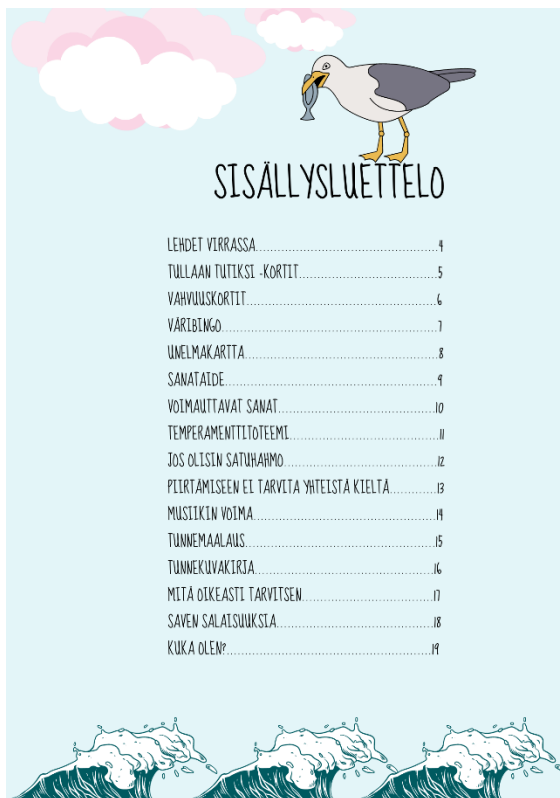 SISÄLLYSLUETTELO
LEHDET VIRRASSA..........................................................4
TULLAAN TUTIKSI -KORTIT............................................5
VAHVUUSKORTIT.............................................................6
VÄRIBINGO.....................................................................7
UNELMAKARTTA..............................................................8
SANATAIDE.....................................................................9
VOIMAUTTAVAT SANAT..................................................10
TEMPERAMENTTITOTEEMI...............................................11
JOS OLISIN SATUHAHMO.................................................12
PIIRTÄMISEEN EI TARVITA YHTEISTÄ KIELTÄ.............13
MUSIIKIN VOIMA..........................................................14
TUNNEMAALAUS............................................................15
TUNNEKUVAKIRJA..........................................................16
MITÄ OIKEASTI TARVITSEN..........................................17
SAVEN SALAISUUKSIA...................................................18
KUKA OLEN?..................................................................19